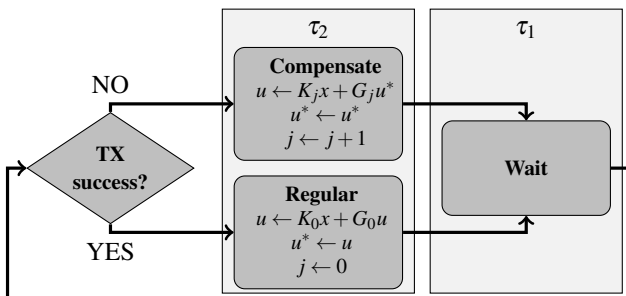 τ₂
τ₁
NO
Compensate
u ← Kⱼx + Gⱼu*
u* ← u*
j ← j + 1
TX
success?
Wait
Regular
u ← K₀x + G₀u
u* ← u
j ← 0
YES